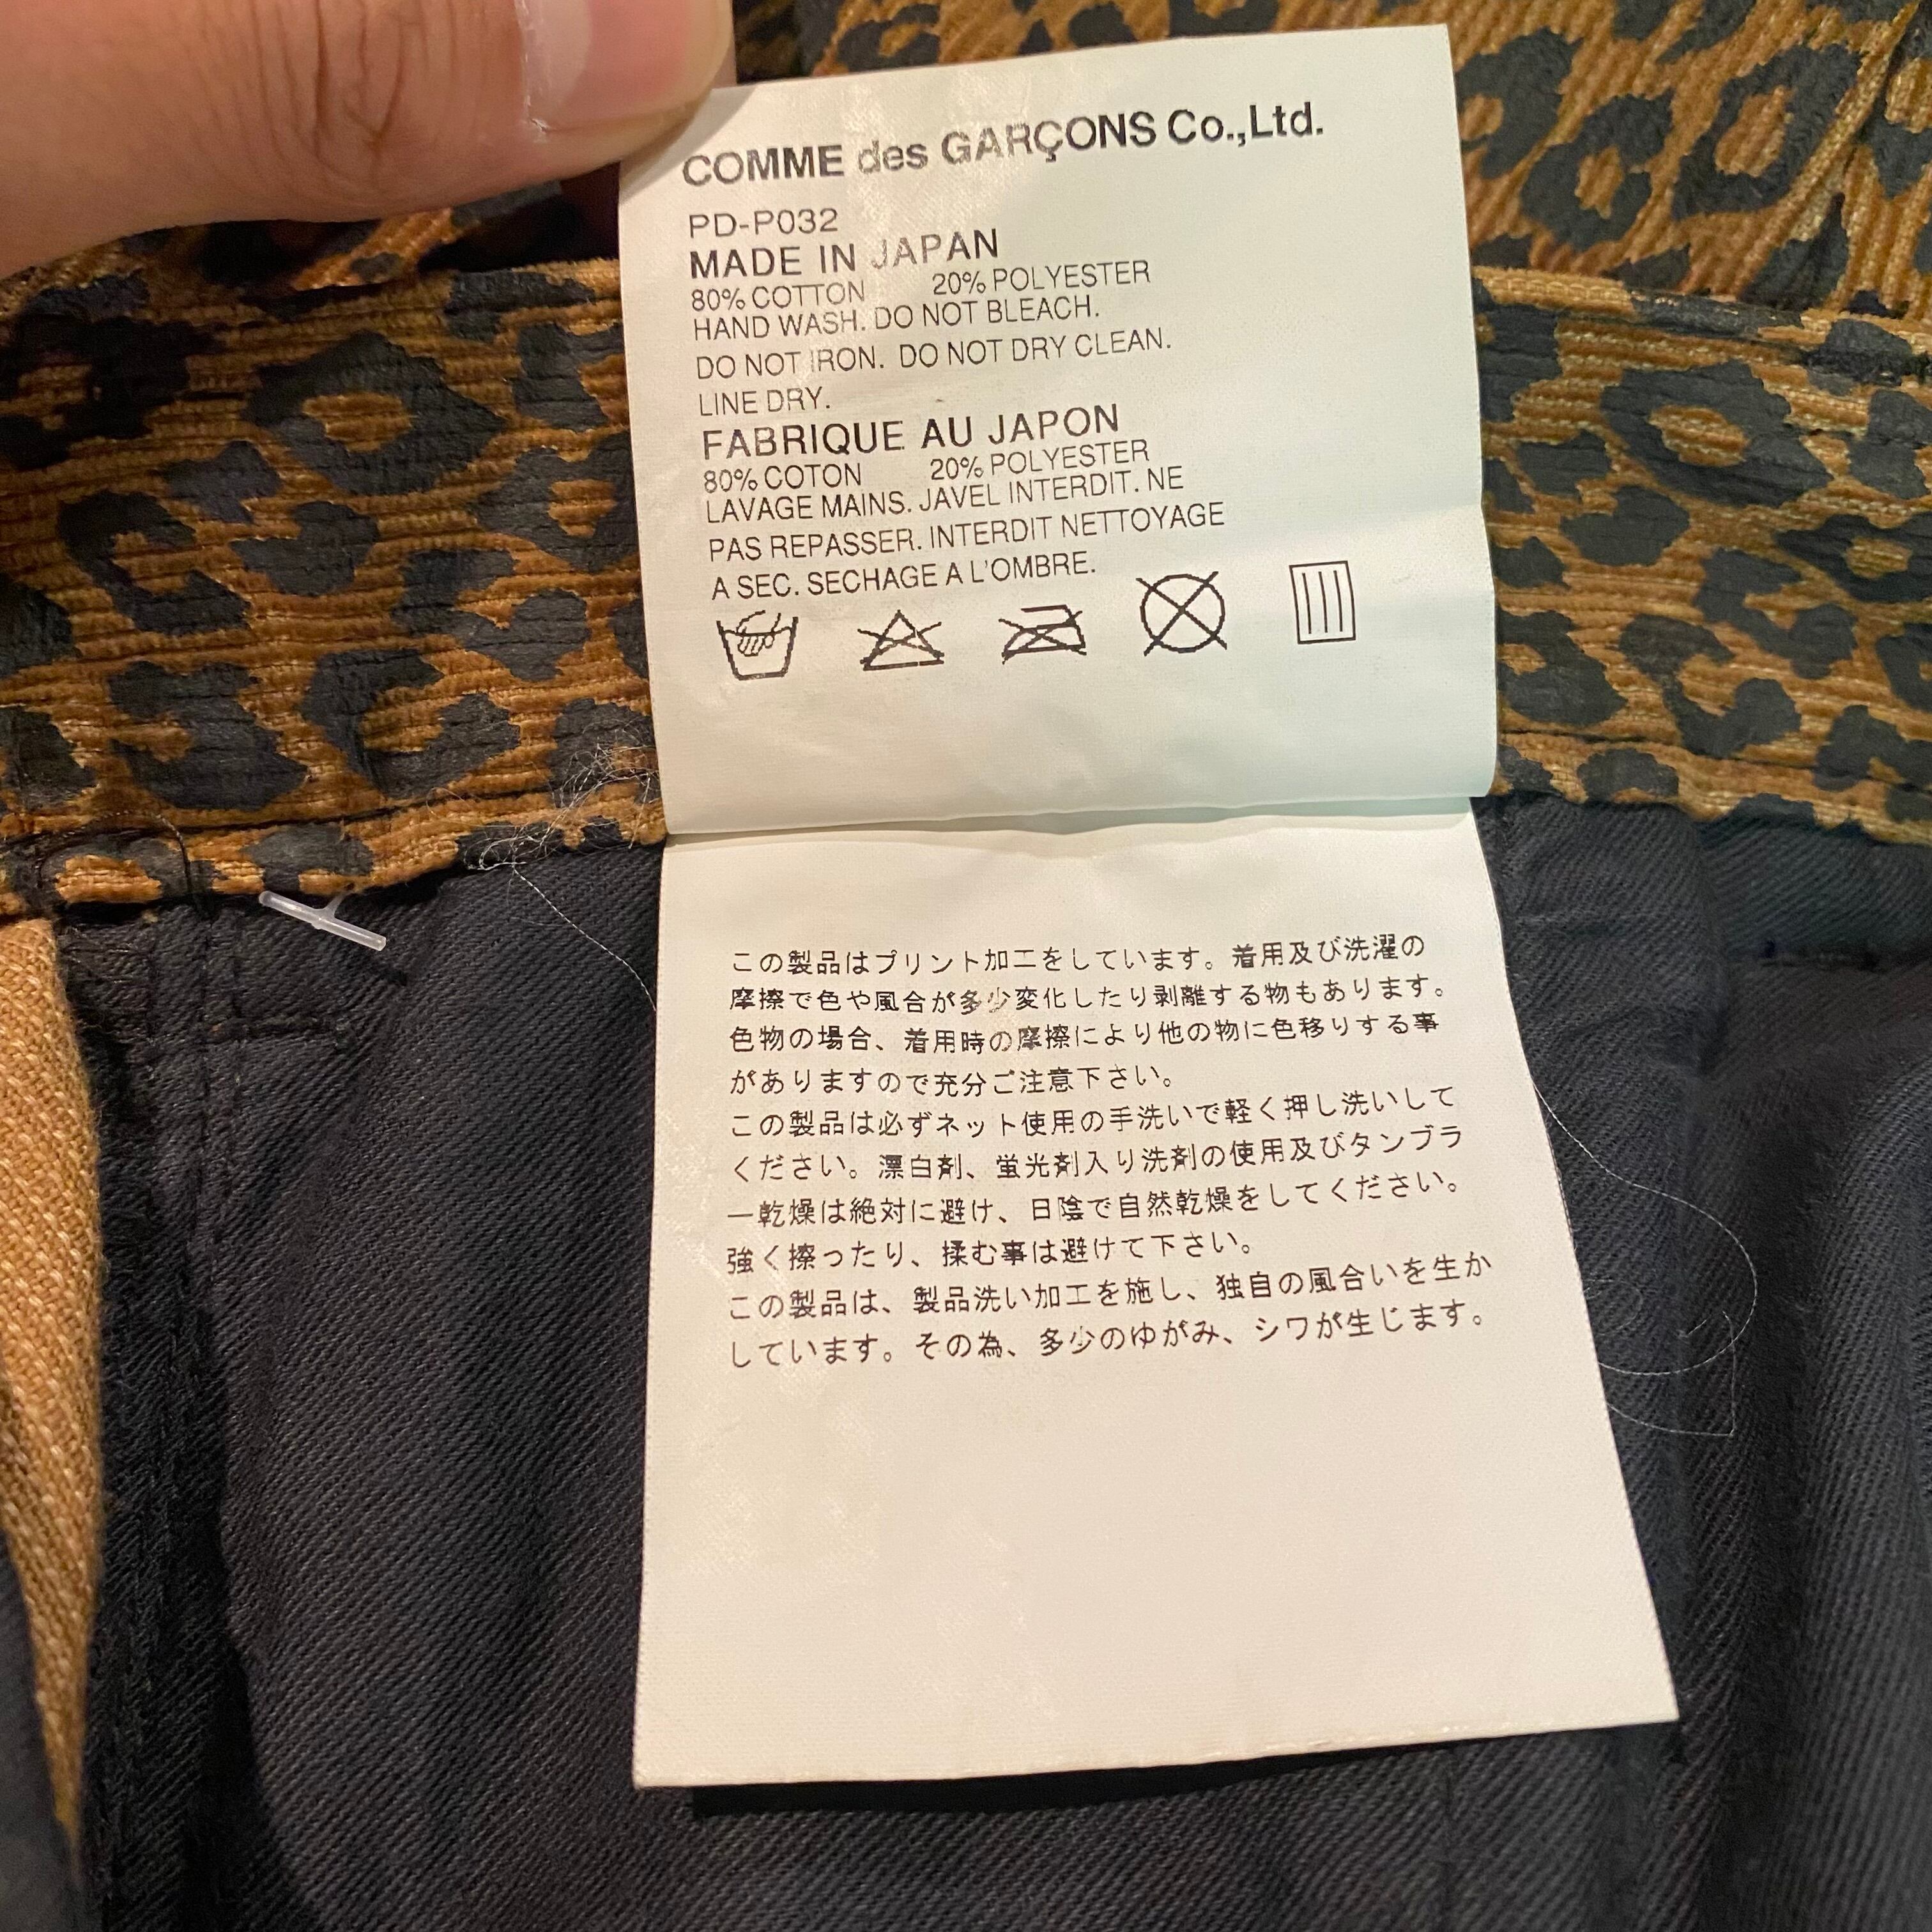 COMME des GARÇONS Co.,Ltd.
PD-P032
MADE IN JAPAN
80% COTTON 20% POLYESTER
HAND WASH. DO NOT BLEACH.
DO NOT IRON. DO NOT DRY CLEAN.
LINE DRY.
FABRIQUE AU JAPON
80% COTON 20% POLYESTER
LAVAGE MAINS. JAVEL INTERDIT. NE
PAS REPASSER. INTERDIT NETTOYAGE
A SEC. SECHAGE A L'OMBRE.
この製品はプリント加工をしています。着用及び洗濯の
摩擦で色や風合が多少変化したり剥離する物もあります。
色物の場合、着用時の摩擦により他の物に色移りする事
がありますので充分ご注意下さい。
この製品は必ずネット使用の手洗いで軽く押し洗いして
ください。漂白剤、蛍光剤入り洗剤の使用及びタンブラ
ー乾燥は絶対に避け、日陰で自然乾燥をしてください。
強く擦ったり、揉む事は避けて下さい。
この製品は、製品洗い加工を施し、独自の風合いを生か
しています。その為、多少のゆがみ、シワが生じます。